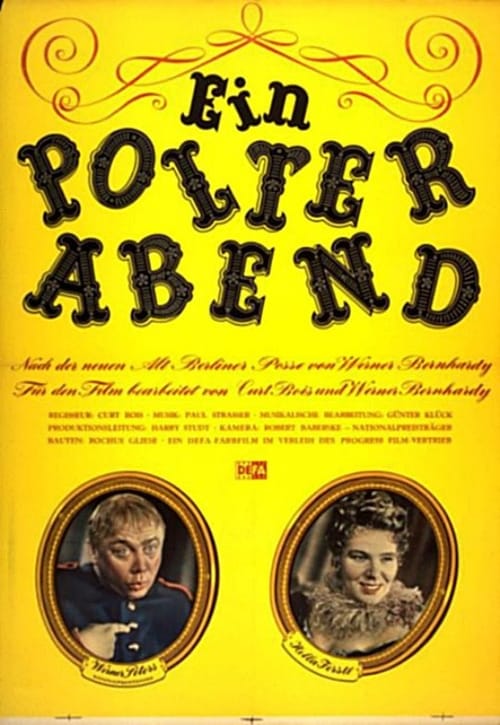 Ein
POLTER
ABEND
Nach der neuen Alt-Berliner Posse von Werner Bernhardy
Für den Film bearbeitet von Curt Bois und Werner Bernhardy
REGISSEUR: CURT BOIS · MUSIK: PAUL STRASSER · MUSIKALISCHE BEARBEITUNG: GÜNTER KLÜCK
PRODUKTIONSLEITUNG: HARRY STUDT · KAMERA: ROBERT BABERSKE – NATIONALPREISTRÄGER
BAUTEN: ROCHUS GLIESE · EIN DEFA-FARBFILM IM VERLEIH DES PROGRESS FILM-VERTRIEB
DEFA
Werner Peters
Hella Ferstl